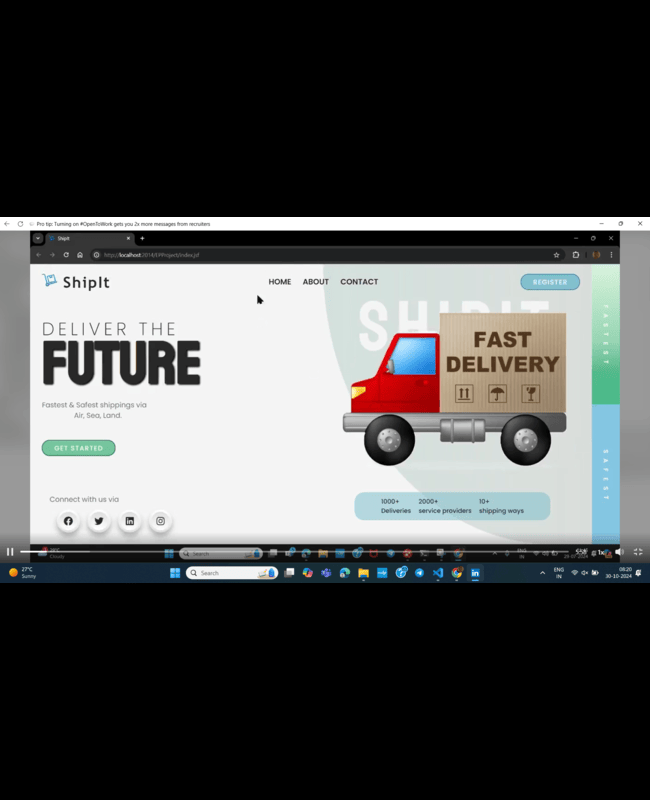 Pro tip: Turning on #OpenToWork gets you 2x more messages from recruiters
ShipIt
http://localhost:2014/EPProject/index.jsf
ShipIt
HOME ABOUT CONTACT
REGISTER
SHIPIT
DELIVER THE
FUTURE
FAST
DELIVERY
FASTEST
Fastest & Safest shippings via
Air, Sea, Land.
GET STARTED
SAFEST
Connect with us via
1000+ 2000+ 10+
Deliveries service providers shipping ways
Search
ENG
IN
1x
27°C
Sunny
Search
ENG
IN
08:20
30-10-2024